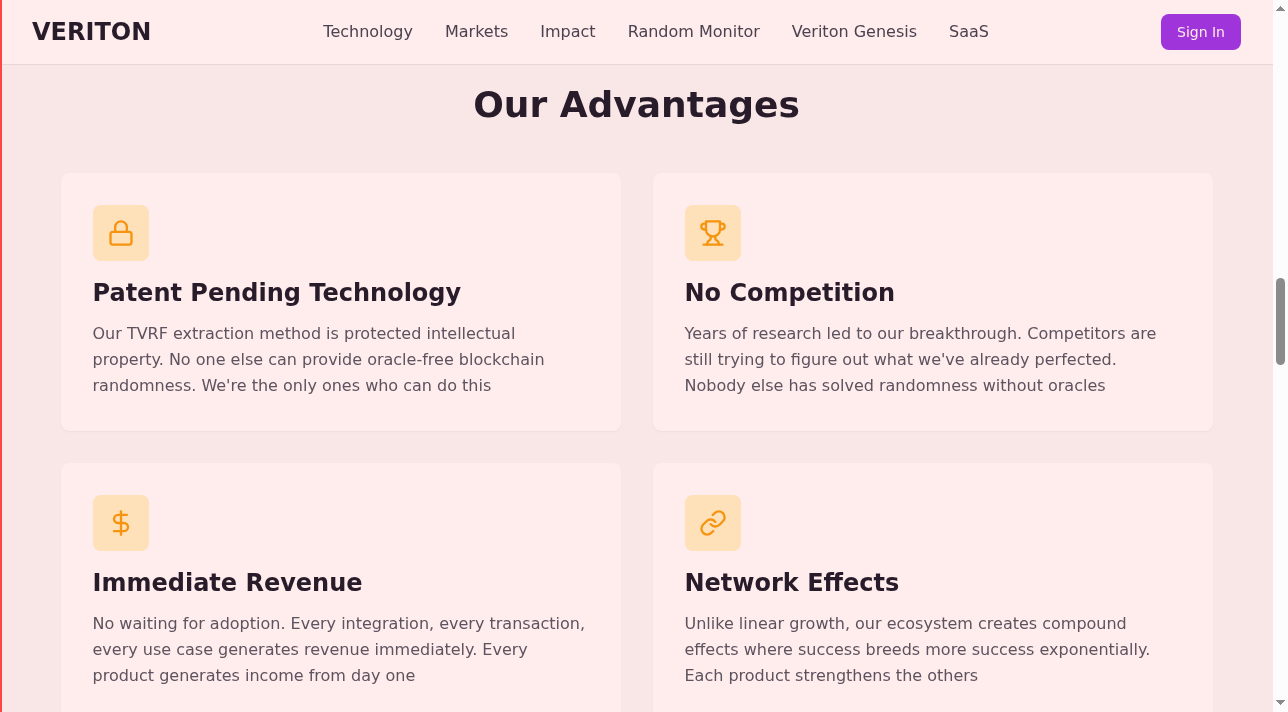 VERITON
Technology
Markets
Impact
Random Monitor
Veriton Genesis
SaaS
Sign In
Our Advantages
Patent Pending Technology
Our TVRF extraction method is protected intellectual
property. No one else can provide oracle-free blockchain
randomness. We're the only ones who can do this
No Competition
Years of research led to our breakthrough. Competitors are
still trying to figure out what we've already perfected.
Nobody else has solved randomness without oracles
Immediate Revenue
No waiting for adoption. Every integration, every transaction,
every use case generates revenue immediately. Every
product generates income from day one
Network Effects
Unlike linear growth, our ecosystem creates compound
effects where success breeds more success exponentially.
Each product strengthens the others